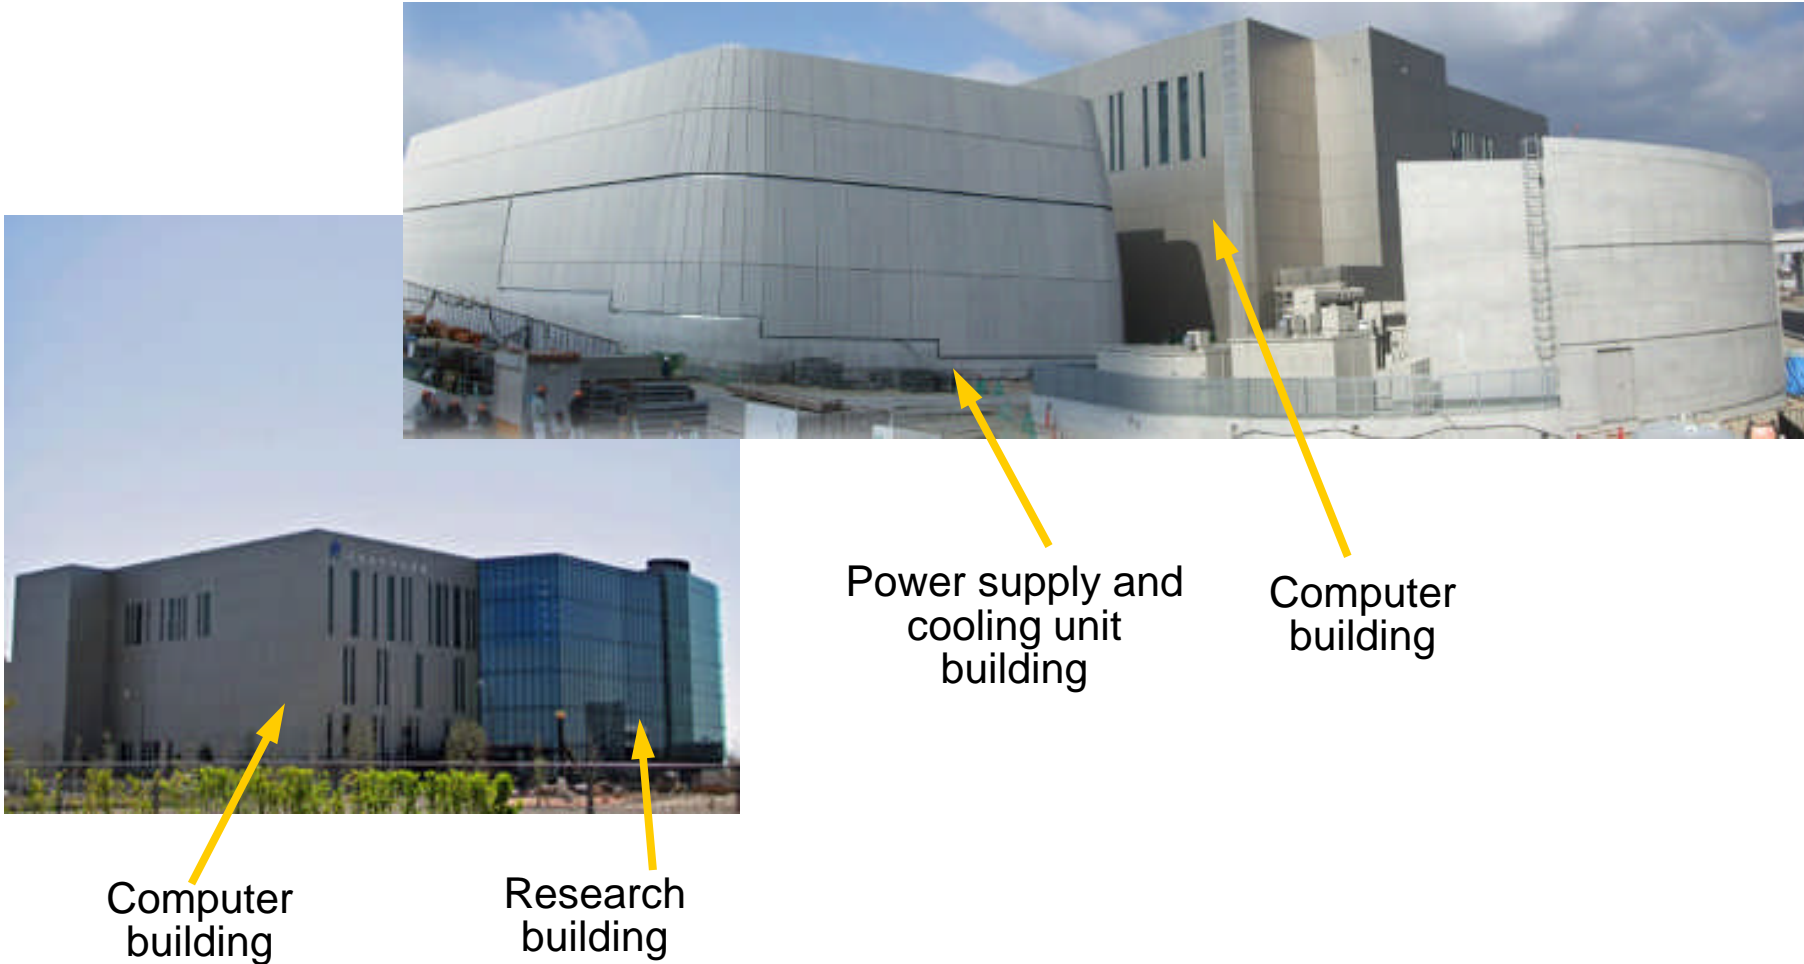 Power supply and
cooling unit
building
Computer
building
Computer
building
Research
building